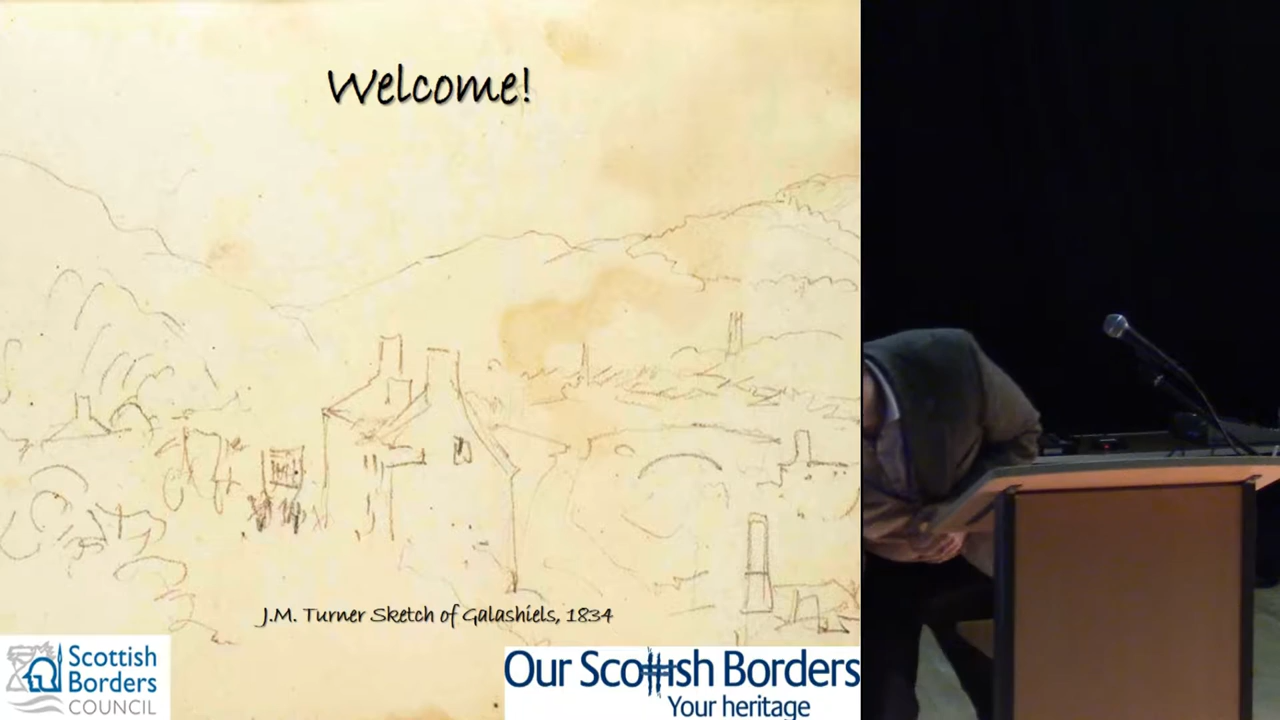 Welcome!
J.M. Turner Sketch of Galashiels, 1834
Scottish
Borders
COUNCIL
Our Scottish Borders
Your heritage